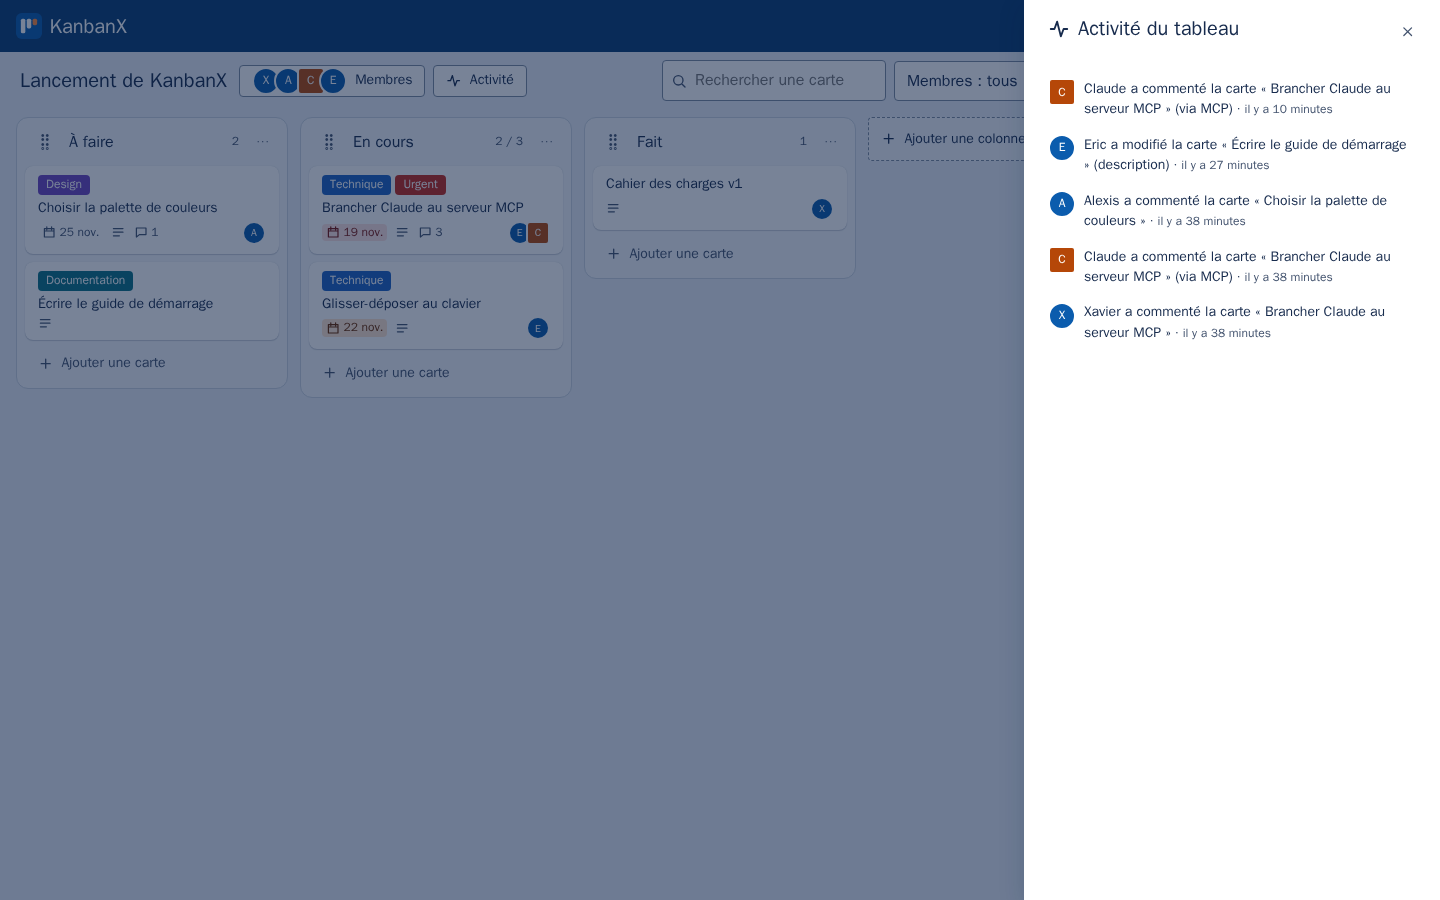 KanbanX
Lancement de KanbanX
X A C E Membres
Activité
Rechercher une carte
Membres : tous
À faire 2
Design
Choisir la palette de couleurs
25 nov. 1 A
Documentation
Écrire le guide de démarrage
Ajouter une carte
En cours 2 / 3
Technique Urgent
Brancher Claude au serveur MCP
19 nov. 3 E C
Technique
Glisser-déposer au clavier
22 nov. E
Ajouter une carte
Fait 1
Cahier des charges v1
X
Ajouter une carte
Ajouter une colonne
Activité du tableau
C Claude a commenté la carte « Brancher Claude au
serveur MCP » (via MCP) · il y a 10 minutes
E Eric a modifié la carte « Écrire le guide de démarrage
» (description) · il y a 27 minutes
A Alexis a commenté la carte « Choisir la palette de
couleurs » · il y a 38 minutes
C Claude a commenté la carte « Brancher Claude au
serveur MCP » (via MCP) · il y a 38 minutes
X Xavier a commenté la carte « Brancher Claude au
serveur MCP » · il y a 38 minutes